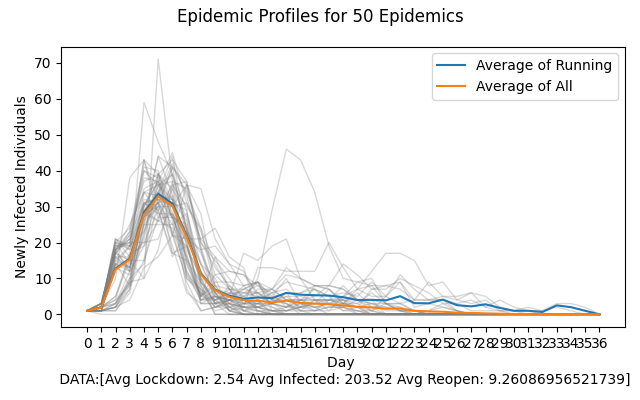 Epidemic Profiles for 50 Epidemics
Average of Running
Average of All
Newly Infected Individuals
70
60
50
40
30
20
10
0
0 1 2 3 4 5 6 7 8 9 10 11 12 13 14 15 16 17 18 19 20 21 22 23 24 25 26 27 28 29 30 31 32 33 34 35 36
Day
DATA:[Avg Lockdown: 2.54 Avg Infected: 203.52 Avg Reopen: 9.26086956521739]